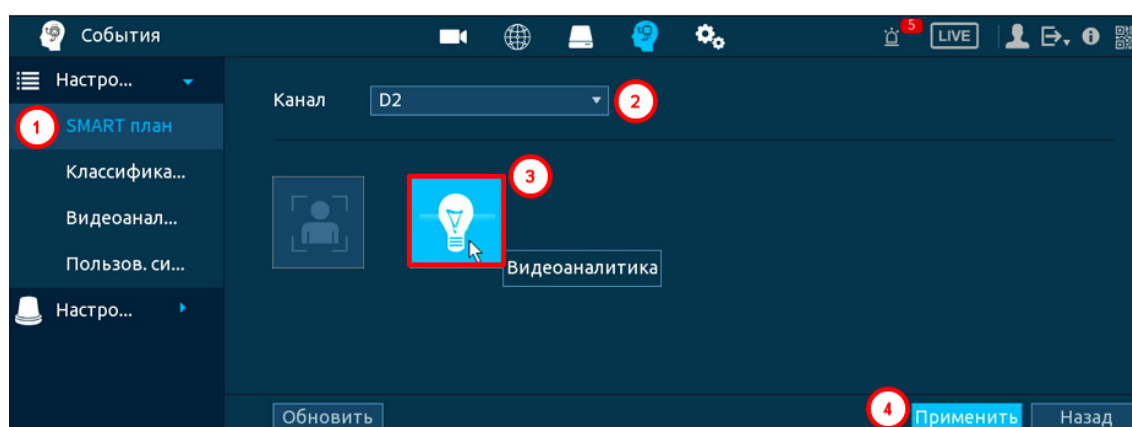 События
5
LIVE
Настро...
1
SMART план
Классифика...
Видеоанал...
Пользов. си...
Настро...
Канал
D2
2
3
Видеоаналитика
Обновить
4
Применить
Назад